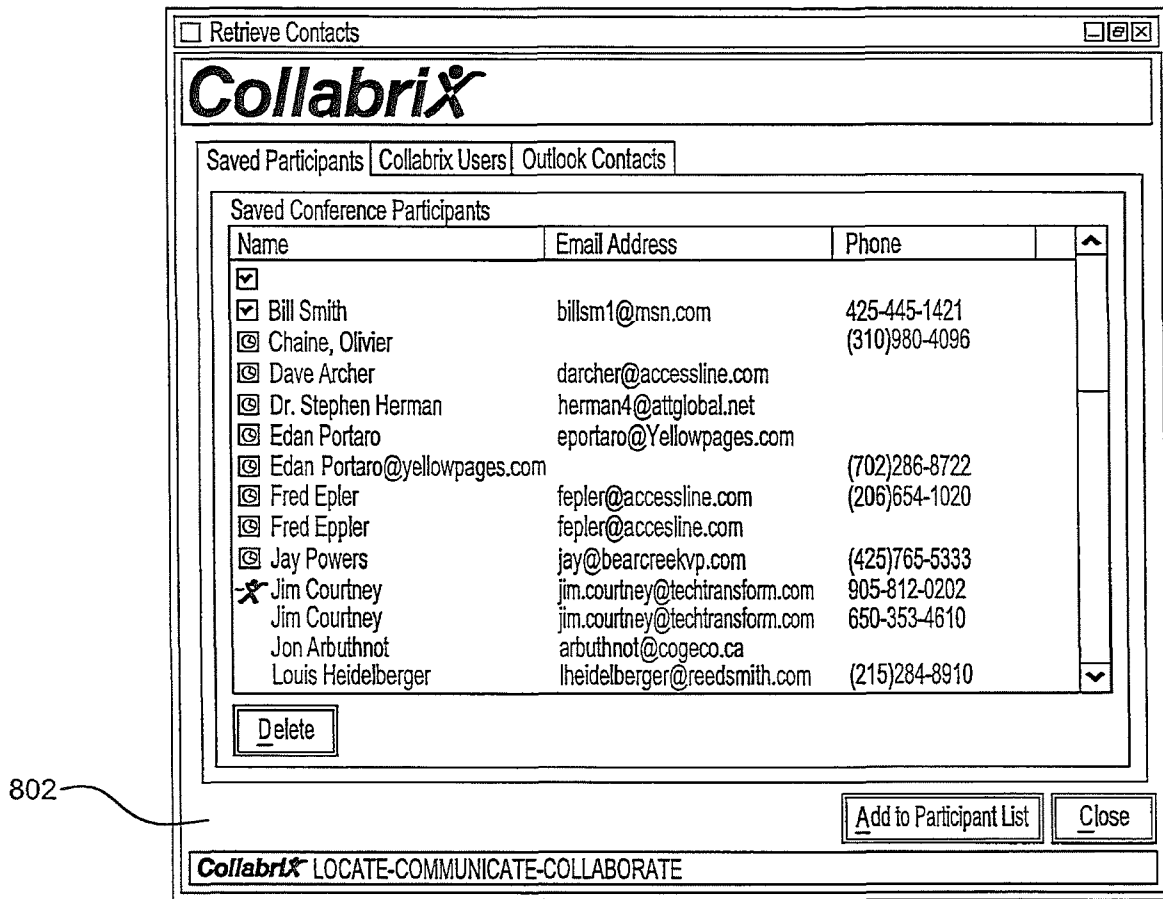 Retrieve Contacts
Collabrix
Saved Participants Collabrix Users Outlook Contacts
Saved Conference Participants
Name Email Address Phone
Bill Smith billsm1@msn.com 425-445-1421
Chaine, Olivier (310)980-4096
Dave Archer darcher@accessline.com
Dr. Stephen Herman herman4@attglobal.net
Edan Portaro eportaro@Yellowpages.com
Edan Portaro@yellowpages.com (702)286-8722
Fred Epler fepler@accessline.com (206)654-1020
Fred Eppler fepler@accesline.com
Jay Powers jay@bearcreekvp.com (425)765-5333
Jim Courtney jim.courtney@techtransform.com 905-812-0202
Jim Courtney jim.courtney@techtransform.com 650-353-4610
Jon Arbuthnot arbuthnot@cogeco.ca
Louis Heidelberger lheidelberger@reedsmith.com (215)284-8910
Delete
802
Add to Participant List Close
Collabrix LOCATE-COMMUNICATE-COLLABORATE